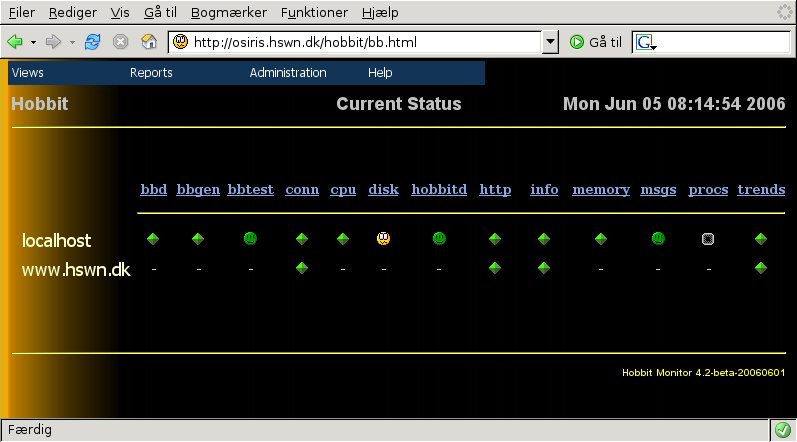 Filer Rediger Vis Gå til Bogmærker Funktioner Hjælp
http://osiris.hswn.dk/hobbit/bb.html Gå til G
Views Reports Administration Help
Hobbit Current Status Mon Jun 05 08:14:54 2006
bbd bbgen bbtest conn cpu disk hobbitd http info memory msgs procs trends
localhost
www.hswn.dk - - - - - - - - -
Hobbit Monitor 4.2-beta-20060601
Færdig